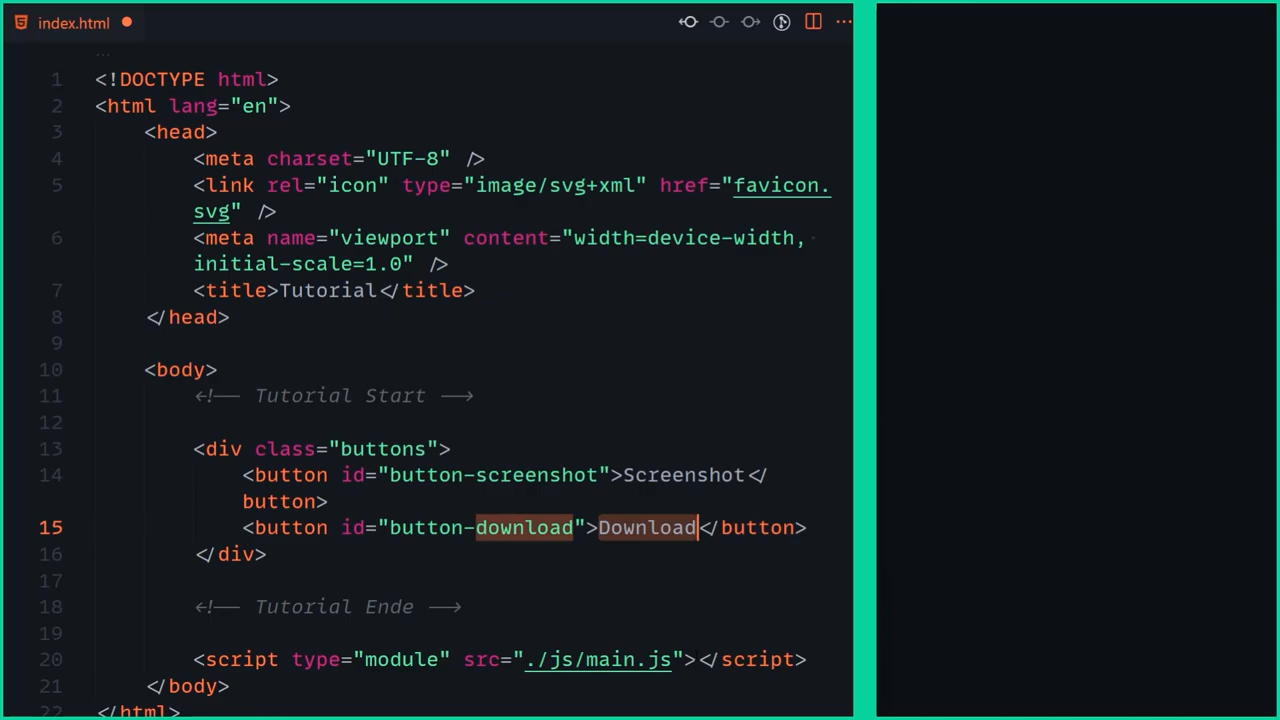 index.html
...
1 <!DOCTYPE html>
2 <html lang="en">
3 <head>
4 <meta charset="UTF-8" />
5 <link rel="icon" type="image/svg+xml" href="favicon.
svg" />
6 <meta name="viewport" content="width=device-width,
initial-scale=1.0" />
7 <title>Tutorial</title>
8 </head>
9
10 <body>
11 <!-- Tutorial Start -->
12
13 <div class="buttons">
14 <button id="button-screenshot">Screenshot</
button>
15 <button id="button-download">Download</button>
16 </div>
17
18 <!-- Tutorial Ende -->
19
20 <script type="module" src="./js/main.js"></script>
21 </body>
22 </html>